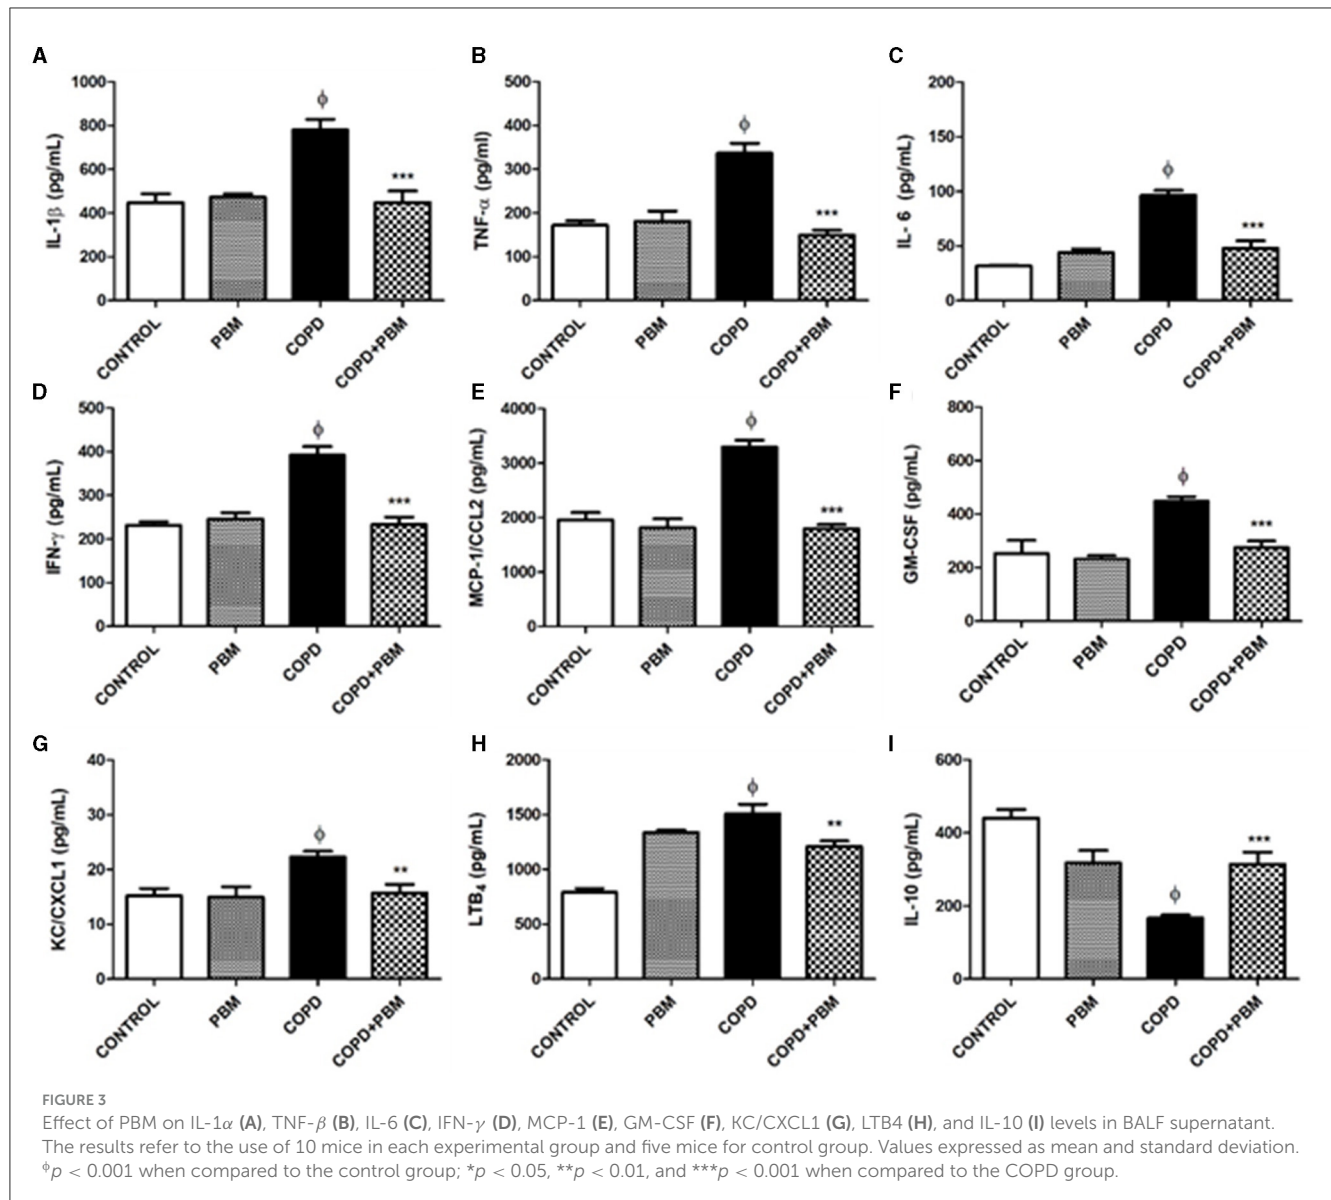 A
IL-1β (pg/mL)
1000
800
600
400
200
0
ϕ
***
CONTROL
PBM
COPD
COPD+PBM
B
TNF-α (pg/ml)
500
400
300
200
100
0
ϕ
***
CONTROL
PBM
COPD
COPD+PBM
C
IL- 6 (pg/mL)
200
150
100
50
0
ϕ
***
CONTROL
PBM
COPD
COPD+PBM
D
IFN-γ (pg/mL)
500
400
300
200
100
0
ϕ
***
CONTROL
PBM
COPD
COPD+PBM
E
MCP-1/CCL2 (pg/mL)
4000
3000
2000
1000
0
ϕ
***
CONTROL
PBM
COPD
COPD+PBM
F
GM-CSF (pg/mL)
800
600
400
200
0
ϕ
***
CONTROL
PBM
COPD
COPD+PBM
G
KC/CXCL1 (pg/mL)
40
30
20
10
0
ϕ
**
CONTROL
PBM
COPD
COPD+PBM
H
LTB4 (pg/mL)
2000
1500
1000
500
0
ϕ
**
CONTROL
PBM
COPD
COPD+PBM
I
IL-10 (pg/mL)
600
400
200
0
ϕ
***
CONTROL
PBM
COPD
COPD+PBM
FIGURE 3
Effect of PBM on IL-1α (A), TNF-β (B), IL-6 (C), IFN-γ (D), MCP-1 (E), GM-CSF (F), KC/CXCL1 (G), LTB4 (H), and IL-10 (I) levels in BALF supernatant.
The results refer to the use of 10 mice in each experimental group and five mice for control group. Values expressed as mean and standard deviation.
ϕp < 0.001 when compared to the control group; *p < 0.05, **p < 0.01, and ***p < 0.001 when compared to the COPD group.